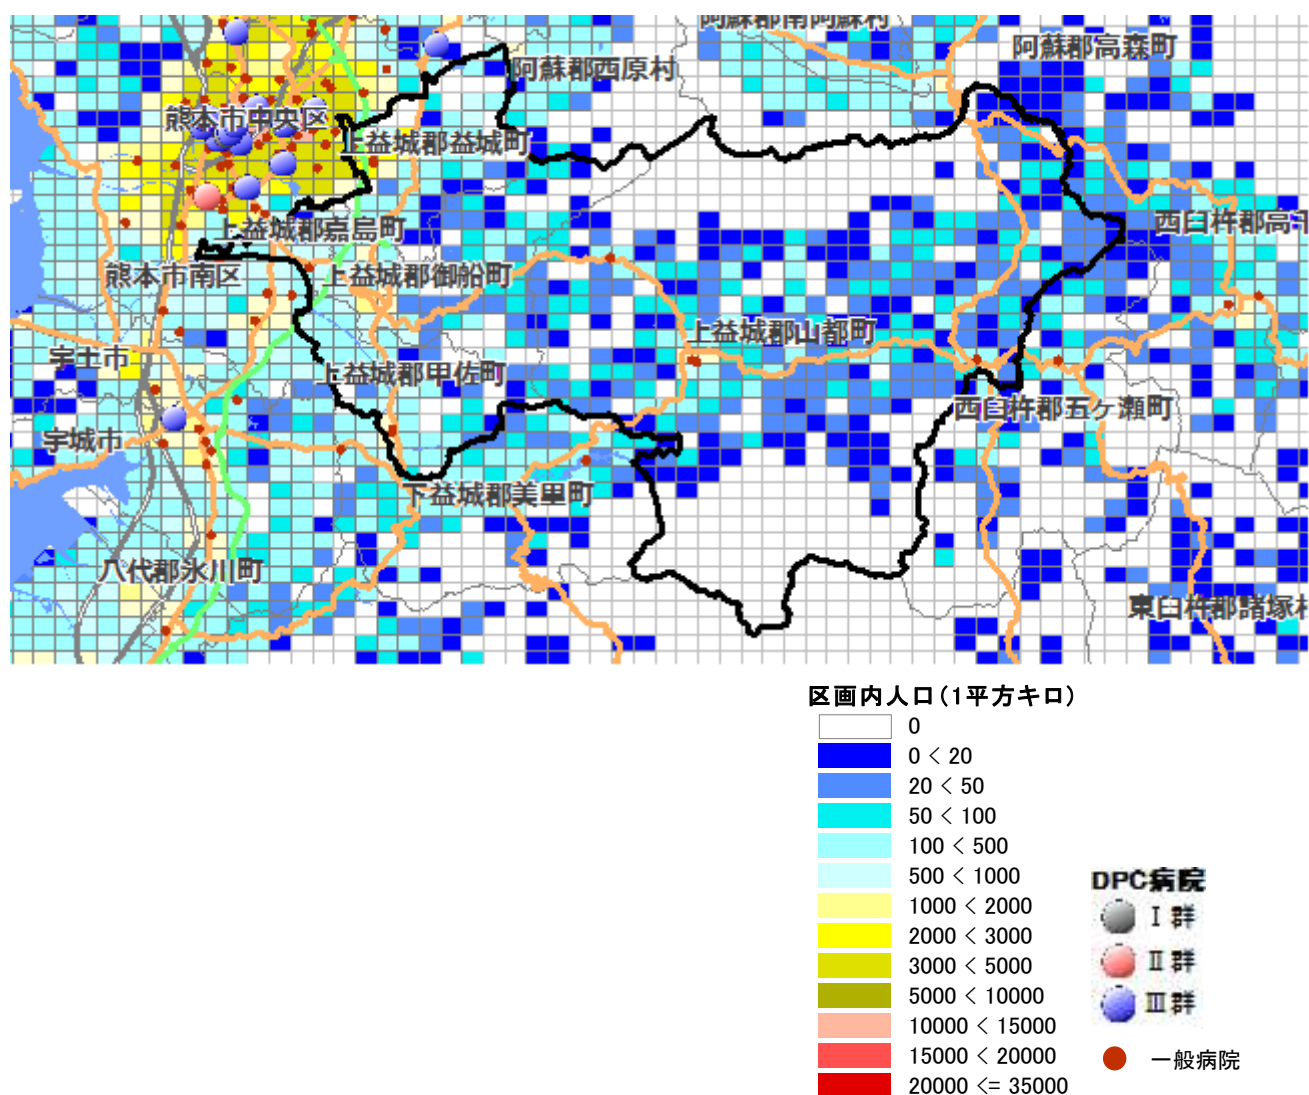 阿蘇郡南阿蘇村
阿蘇郡高森町
阿蘇郡西原村
熊本市中央区
上益城郡益城町
西臼杵郡高千
上益城郡嘉島町
熊本市南区
上益城郡御船町
上益城郡山都町
宇土市
上益城郡甲佐町
西臼杵郡五ヶ瀬町
宇城市
下益城郡美里町
八代郡氷川町
東臼杵郡諸塚村
区画内人口(1平方キロ)
0
0 < 20
20 < 50
50 < 100
100 < 500
500 < 1000
1000 < 2000
2000 < 3000
3000 < 5000
5000 < 10000
10000 < 15000
15000 < 20000
20000 <= 35000
DPC病院
Ⅰ群
Ⅱ群
Ⅲ群
一般病院